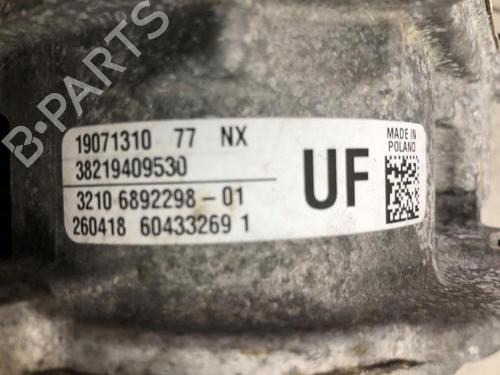 19071310 77 NX
38219409530
3210 6892298-01
260418 60433269 1
UF
MADE IN
POLAND
B-PARTS